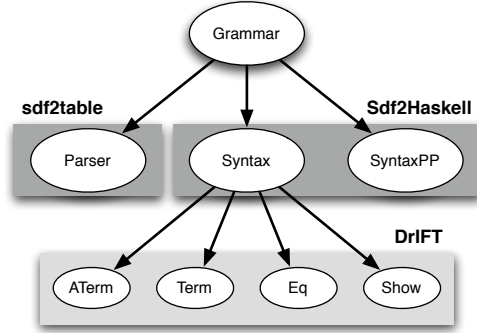 Grammar
sdf2table
Sdf2Haskell
Parser
Syntax
SyntaxPP
DrIFT
ATerm
Term
Eq
Show